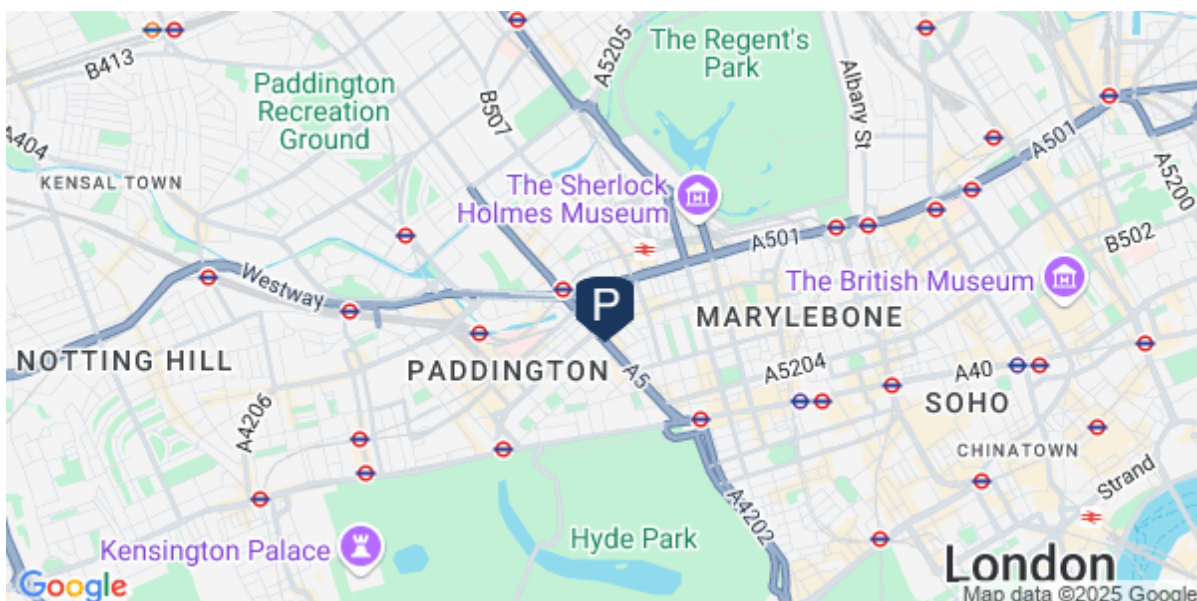 The Regent's
Park
A5205
B413
Albany St
Paddington
Recreation
Ground
B507
A501
A404
KENSAL TOWN
A5200
The Sherlock
Holmes Museum
A501
B502
Westway
The British Museum
P
MARYLEBONE
NOTTING HILL
PADDINGTON
A5
A5204
A40
SOHO
A4206
CHINATOWN
Strand
A4202
Hyde Park
Kensington Palace
London
Google
Map data ©2025 Google